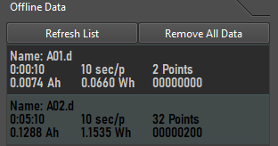 Offline Data
Refresh List Remove All Data
Name: A01.d
0:00:10 10 sec/p 2 Points
0.0074 Ah 0.0660 Wh 00000000
Name: A02.d
0:05:10 10 sec/p 32 Points
0.1288 Ah 1.1535 Wh 00000200